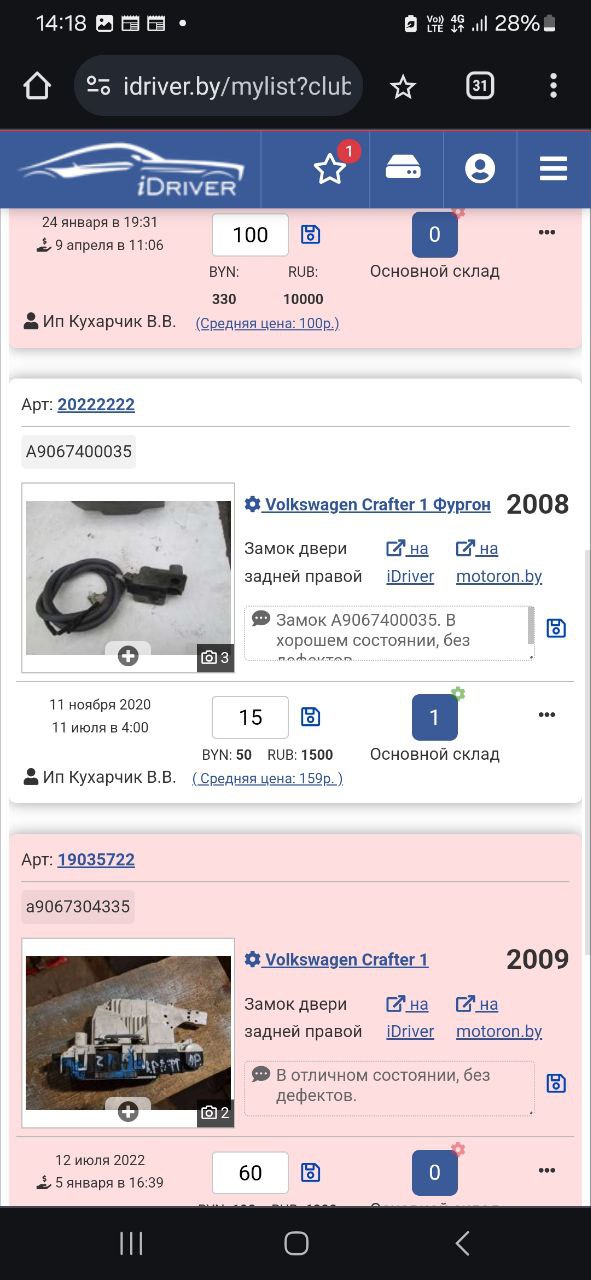 14:18
Vo)) LTE 4G 28%
idriver.by/mylist?club
31
iDRIVER
1
24 января в 19:31
9 апреля в 11:06
100
0
BYN: RUB:
330 10000
Основной склад
Ип Кухарчик В.В.
(Средняя цена: 100р.)
Арт: 20222222
A9067400035
Volkswagen Crafter 1 Фургон 2008
Замок двери задней правой
на iDriver
на motoron.by
Замок A9067400035. В
хорошем состоянии, без
дефектов
3
11 ноября 2020
11 июля в 4:00
15
1
BYN: 50 RUB: 1500
Основной склад
Ип Кухарчик В.В.
( Средняя цена: 159р. )
Арт: 19035722
a9067304335
Volkswagen Crafter 1 2009
Замок двери задней правой
на iDriver
на motoron.by
В отличном состоянии, без
дефектов.
2
12 июля 2022
5 января в 16:39
60
0